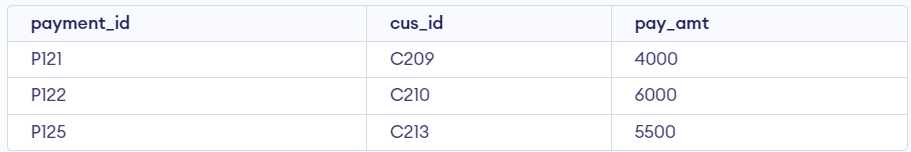 payment_id cus_id pay_amt
P121 C209 4000
P122 C210 6000
P125 C213 5500